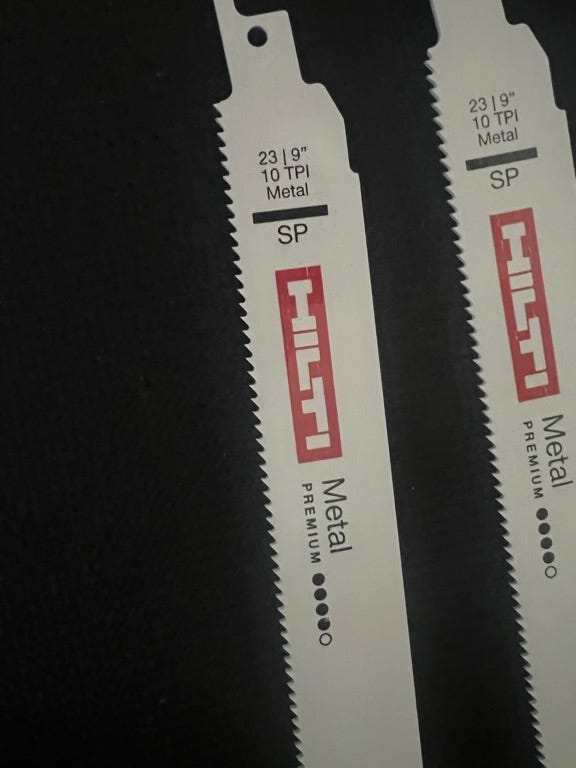 23 | 9"
10 TPI
Metal
SP
HILTI
Metal
PREMIUM
23 | 9"
10 TPI
Metal
SP
HILTI
Metal
PREMIUM